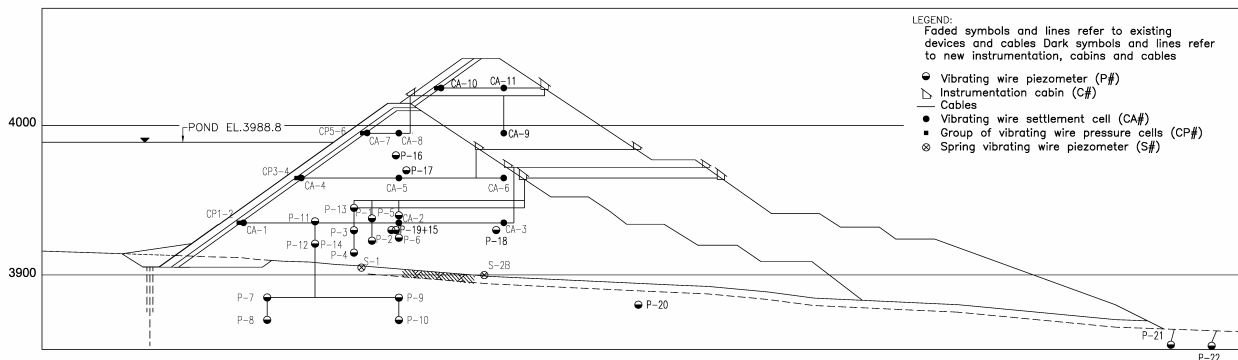 LEGEND:
Faded symbols and lines refer to existing
devices and cables Dark symbols and lines refer
to new instrumentation, cabins and cables
Vibrating wire piezometer (P#)
Instrumentation cabin (C#)
Cables
Vibrating wire settlement cell (CA#)
Group of vibrating wire pressure cells (CP#)
Spring vibrating wire piezometer (S#)
CA-10 CA-11
4000
POND EL.3988.8
CP5-6 CA-7 CA-8 CA-9
P-16
P-17
CP3-4 CA-4 CA-5 CA-6
CP1-2 CA-1 P-11 P-13 P-5 CA-2 CA-3
P-3 P-19+15 P-18
P-12 P-14 P-2 P-6
P-4
S-1 S-2B
3900
P-7 P-9
P-20
P-8 P-10
P-21
P-22